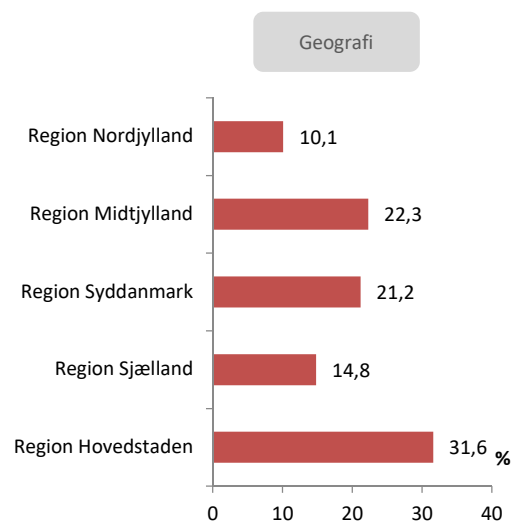 Geografi
Region Nordjylland 10,1
Region Midtjylland 22,3
Region Syddanmark 21,2
Region Sjælland 14,8
Region Hovedstaden 31,6 %
0 10 20 30 40